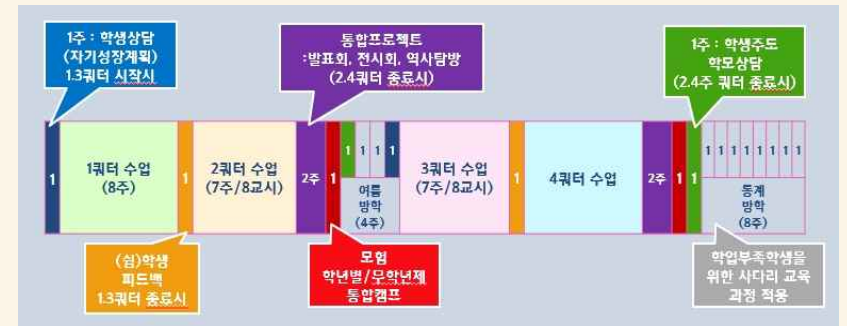 1주 : 학생상담
(자기성장계획)
1.3쿼터 시작시
통합프로젝트
:발표회, 전시회, 역사탐방
(2.4쿼터 종료시)
1주 : 학생주도
학모상담
(2.4주 쿼터 종료시)
1
1쿼터 수업
(8주)
1
2쿼터 수업
(7주/8교시)
2주
1
1
1
1
1
여름
방학
(4주)
3쿼터 수업
(7주/8교시)
1
4쿼터 수업
2주
1
1
1 1 1 1 1 1 1 1
동계
방학
(8주)
(쉼)학생
피드백
1.3쿼터 종료시
모험
학년별/무학년제
통합캠프
학업부족학생을
위한 사다리 교육
과정 적용